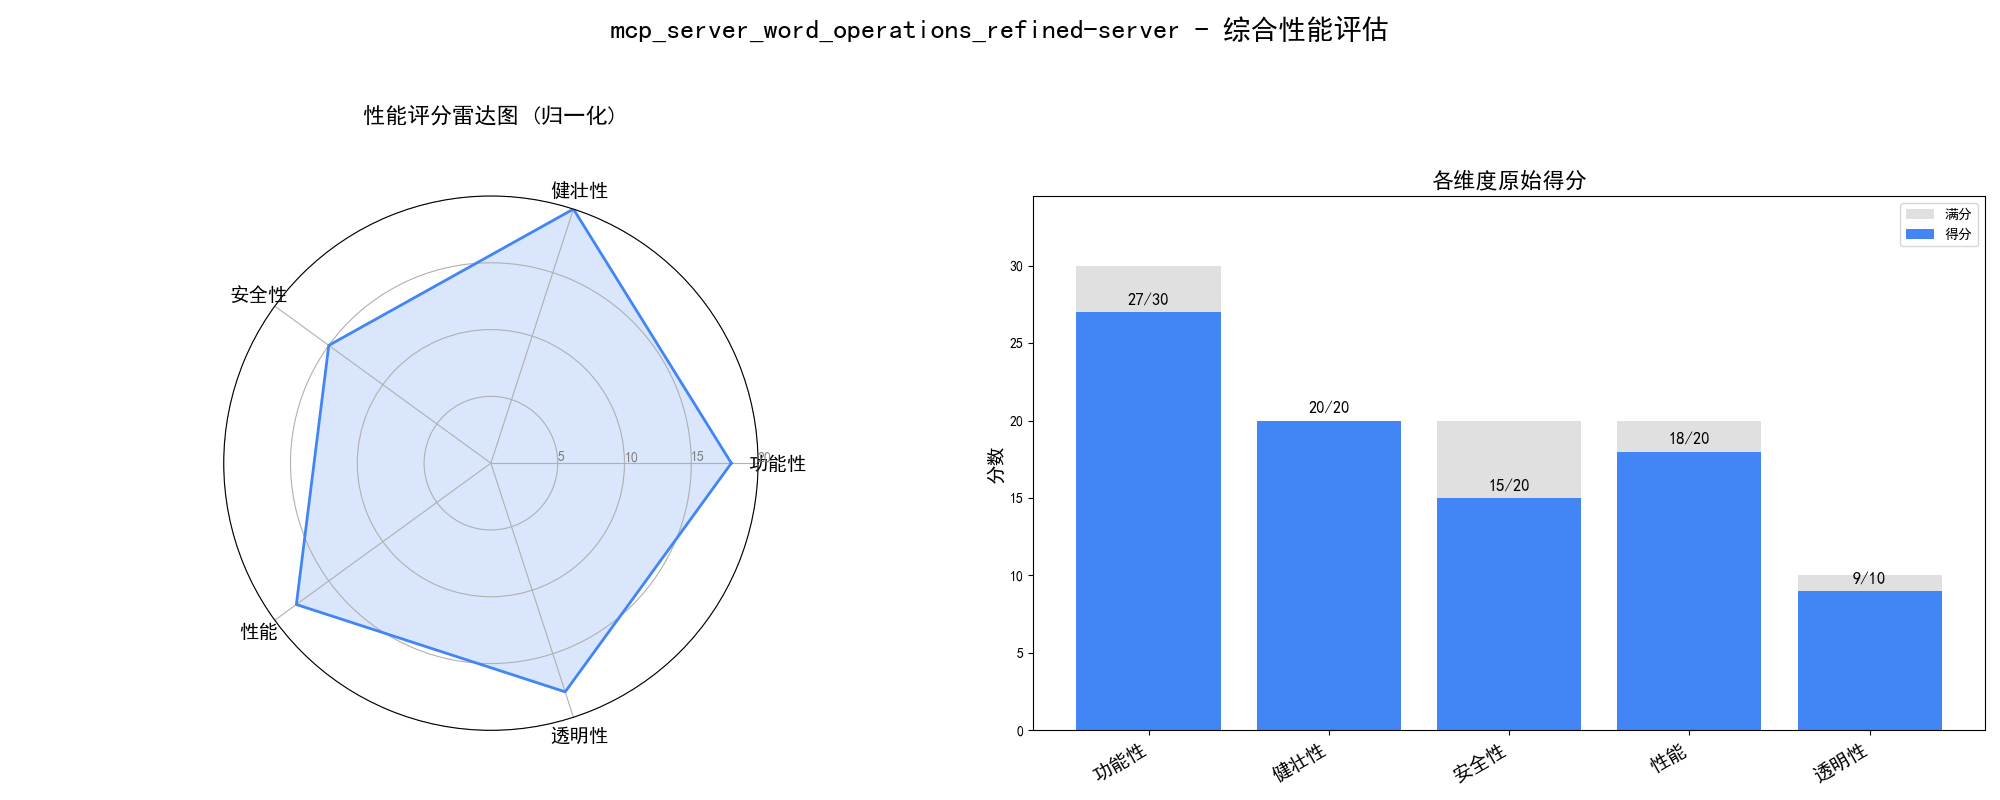 mcp_server_word_operations_refined-server - 综合性能评估
性能评分雷达图 (归一化)
健壮性
安全性
功能性
性能
透明性
5
10
15
20
各维度原始得分
满分
得分
分数
30
25
20
15
10
5
0
27/30
20/20
15/20
18/20
9/10
功能性
健壮性
安全性
性能
透明性